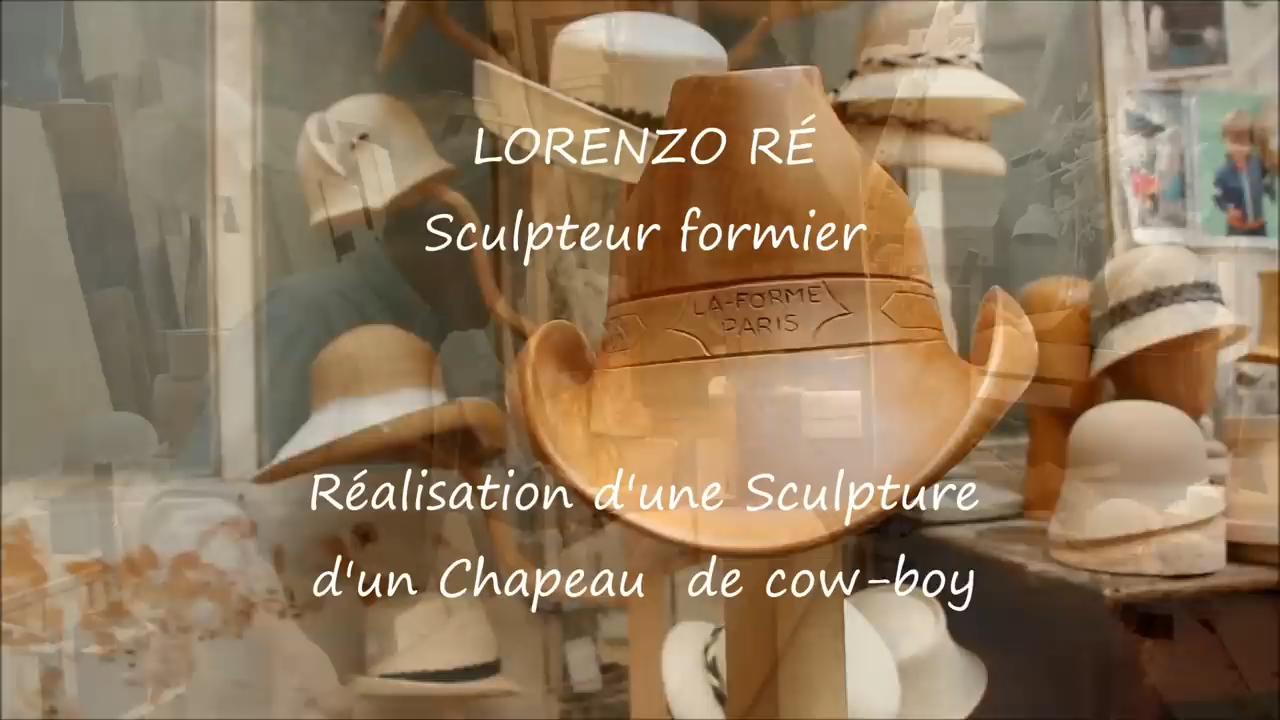 LORENZO RÉ
Sculpteur formier
LA-FORME
PARIS
Réalisation d'une Sculpture
d'un Chapeau de cow-boy